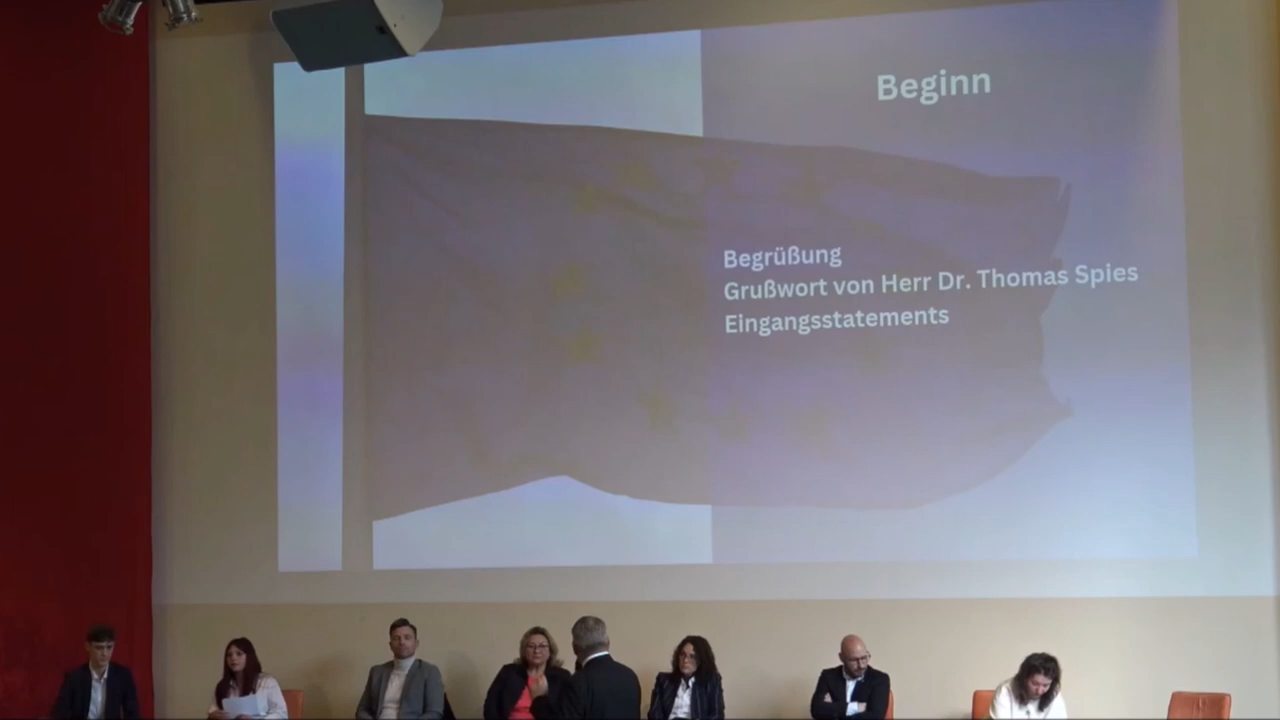 Beginn
Begrüßung
Grußwort von Herr Dr. Thomas Spies
Eingangsstatements